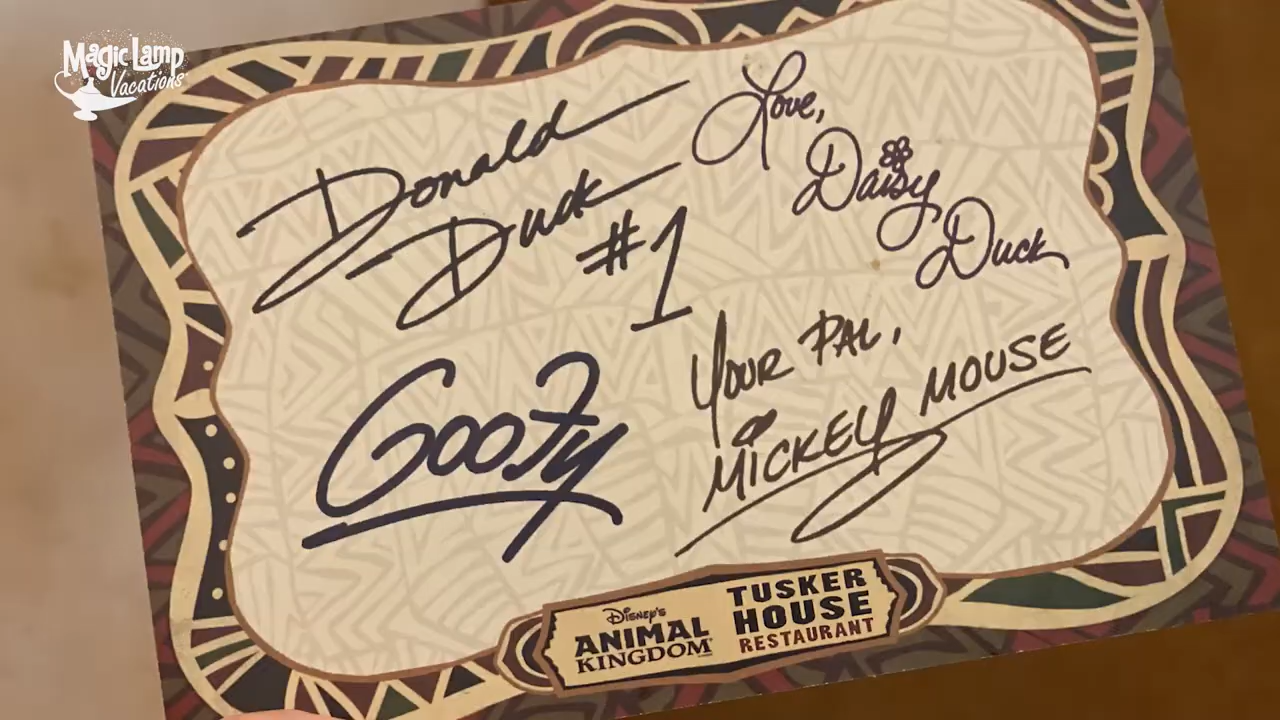 Magic Lamp
Vacations
Donald
Duck
#1
Love,
Daisy
Duck
Goofy
YOUR PAL,
MICKEY MOUSE
Disney's
ANIMAL
KINGDOM
TUSKER
HOUSE
RESTAURANT